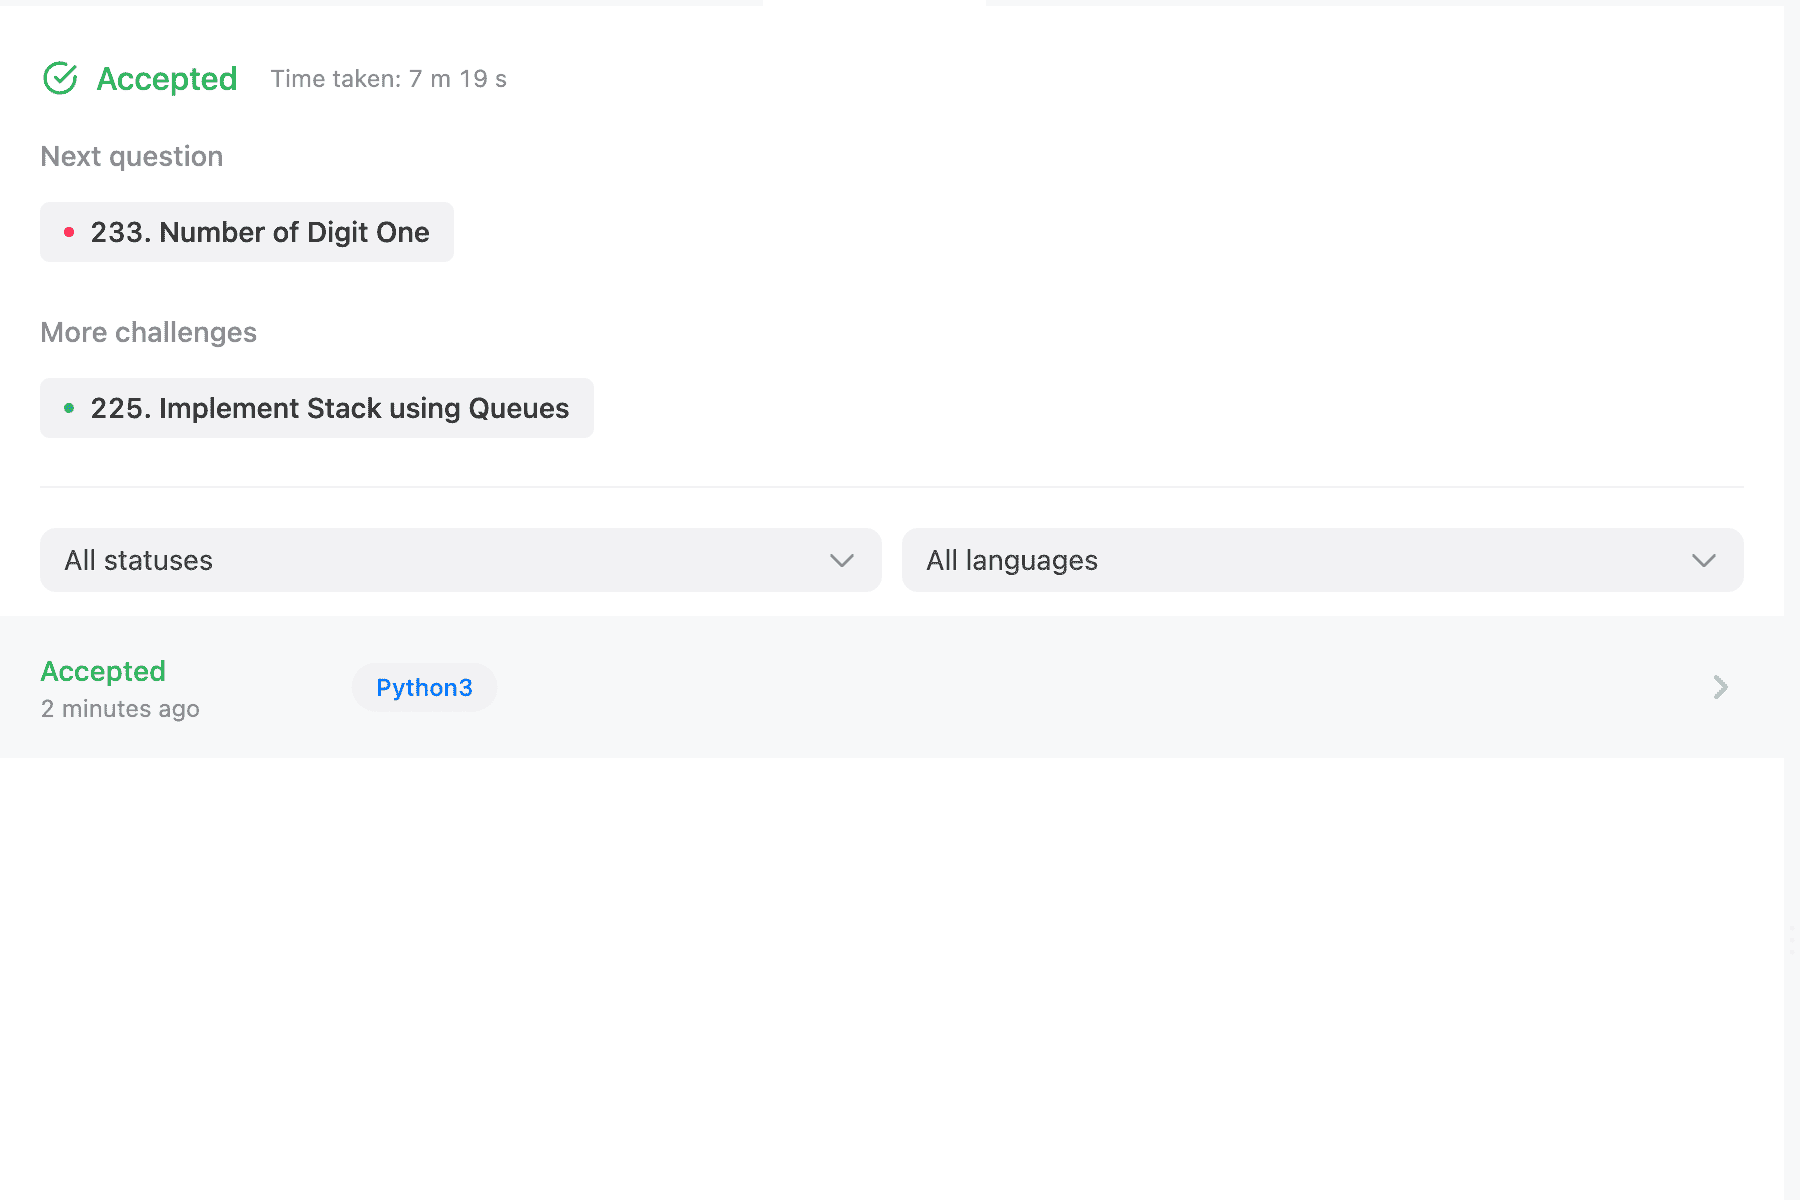 Accepted Time taken: 7 m 19 s
Next question
233. Number of Digit One
More challenges
225. Implement Stack using Queues
All statuses All languages
Accepted Python3
2 minutes ago